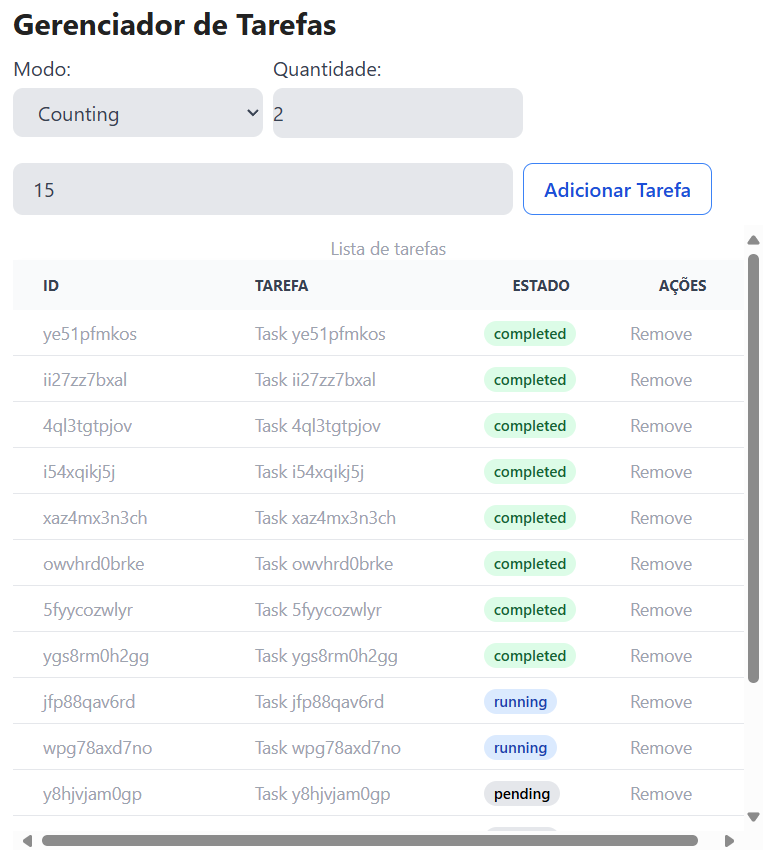 Gerenciador de Tarefas
Modo: Quantidade:
Counting 2
15 Adicionar Tarefa
Lista de tarefas
ID TAREFA ESTADO AÇÕES
ye51pfmkos Task ye51pfmkos completed Remove
ii27zz7bxal Task ii27zz7bxal completed Remove
4ql3tgtpjov Task 4ql3tgtpjov completed Remove
i54xqikj5j Task i54xqikj5j completed Remove
xaz4mx3n3ch Task xaz4mx3n3ch completed Remove
owvhrd0brke Task owvhrd0brke completed Remove
5fyycozwlyr Task 5fyycozwlyr completed Remove
ygs8rm0h2gg Task ygs8rm0h2gg completed Remove
jfp88qav6rd Task jfp88qav6rd running Remove
wpg78axd7no Task wpg78axd7no running Remove
y8hjvjam0gp Task y8hjvjam0gp pending Remove